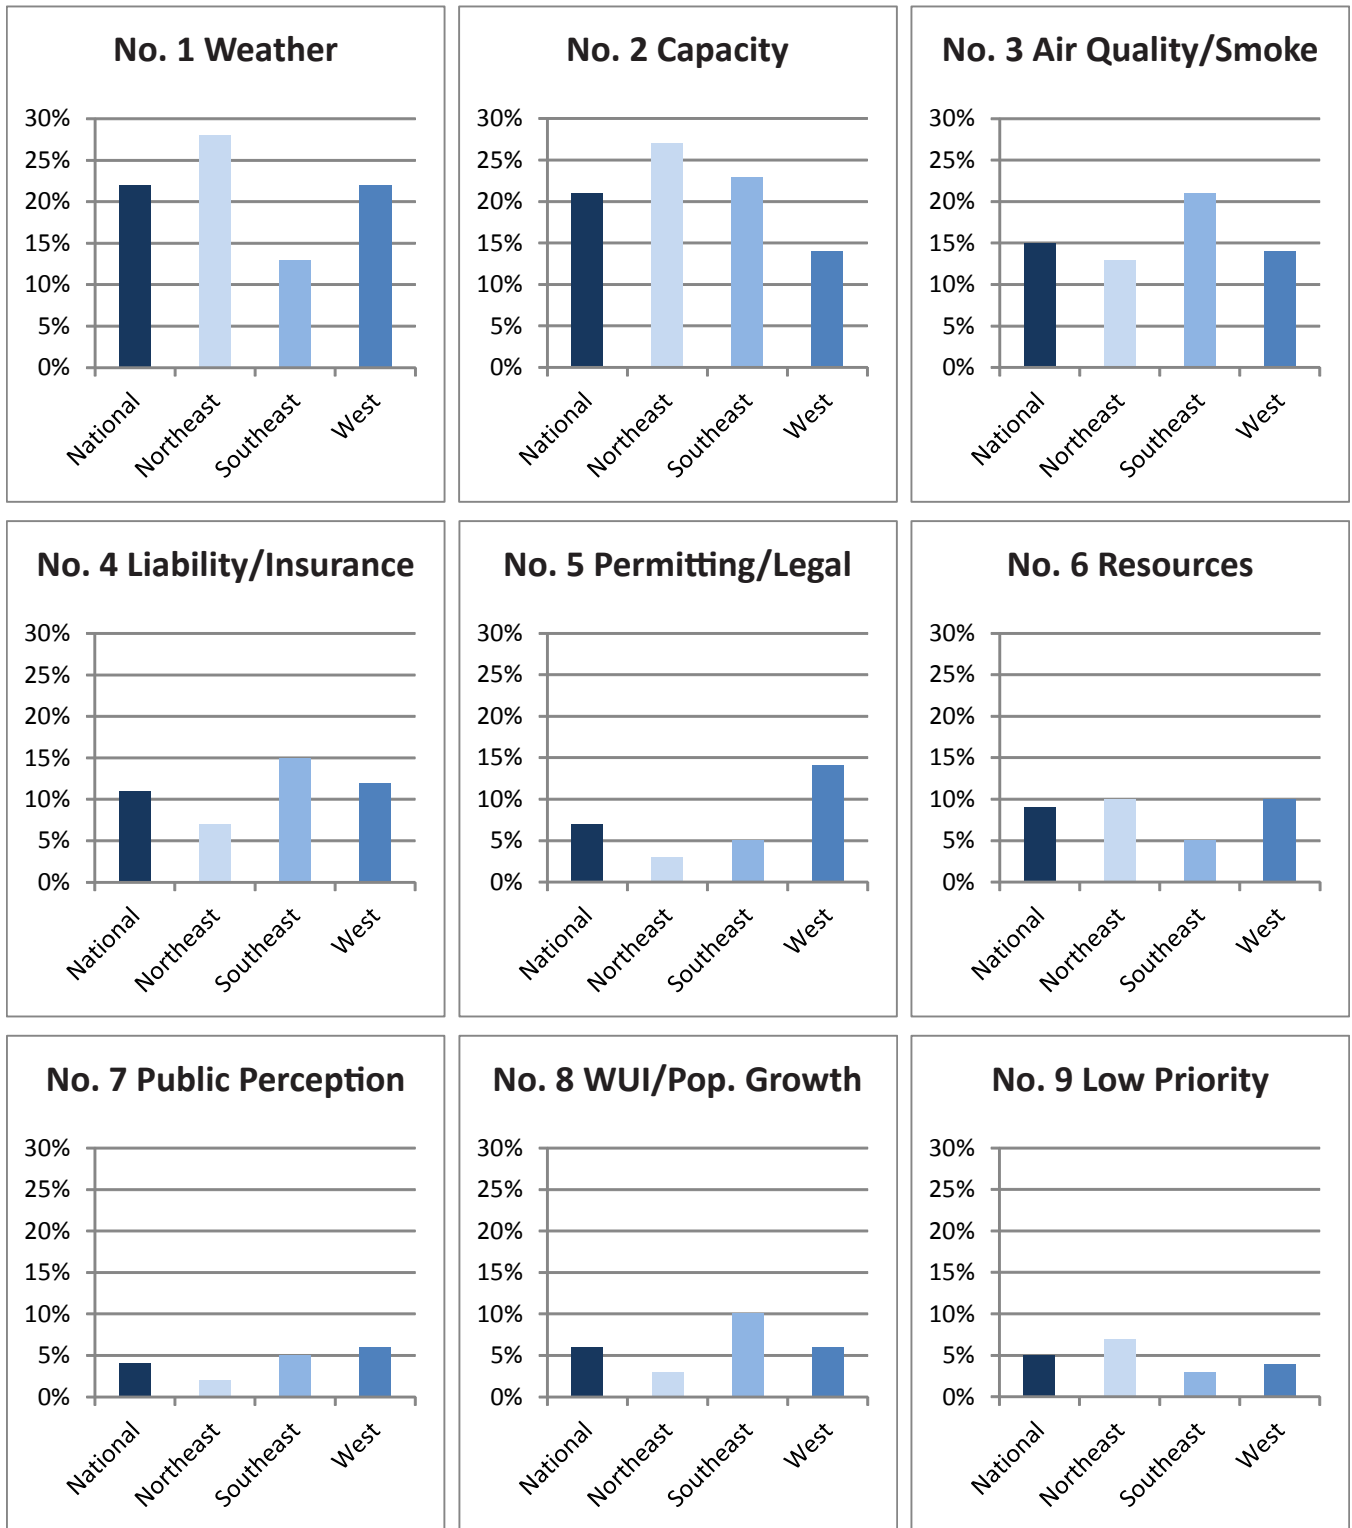 No. 1 Weather
30%
25%
20%
15%
10%
5%
0%
National
Northeast
Southeast
West
No. 2 Capacity
30%
25%
20%
15%
10%
5%
0%
National
Northeast
Southeast
West
No. 3 Air Quality/Smoke
30%
25%
20%
15%
10%
5%
0%
National
Northeast
Southeast
West
No. 4 Liability/Insurance
30%
25%
20%
15%
10%
5%
0%
National
Northeast
Southeast
West
No. 5 Permitting/Legal
30%
25%
20%
15%
10%
5%
0%
National
Northeast
Southeast
West
No. 6 Resources
30%
25%
20%
15%
10%
5%
0%
National
Northeast
Southeast
West
No. 7 Public Perception
30%
25%
20%
15%
10%
5%
0%
National
Northeast
Southeast
West
No. 8 WUI/Pop. Growth
30%
25%
20%
15%
10%
5%
0%
National
Northeast
Southeast
West
No. 9 Low Priority
30%
25%
20%
15%
10%
5%
0%
National
Northeast
Southeast
West